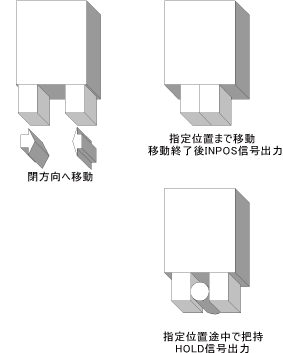 閉方向へ移動
指定位置まで移動
移動終了後INPOS信号出力
指定位置途中で把持
HOLD信号出力